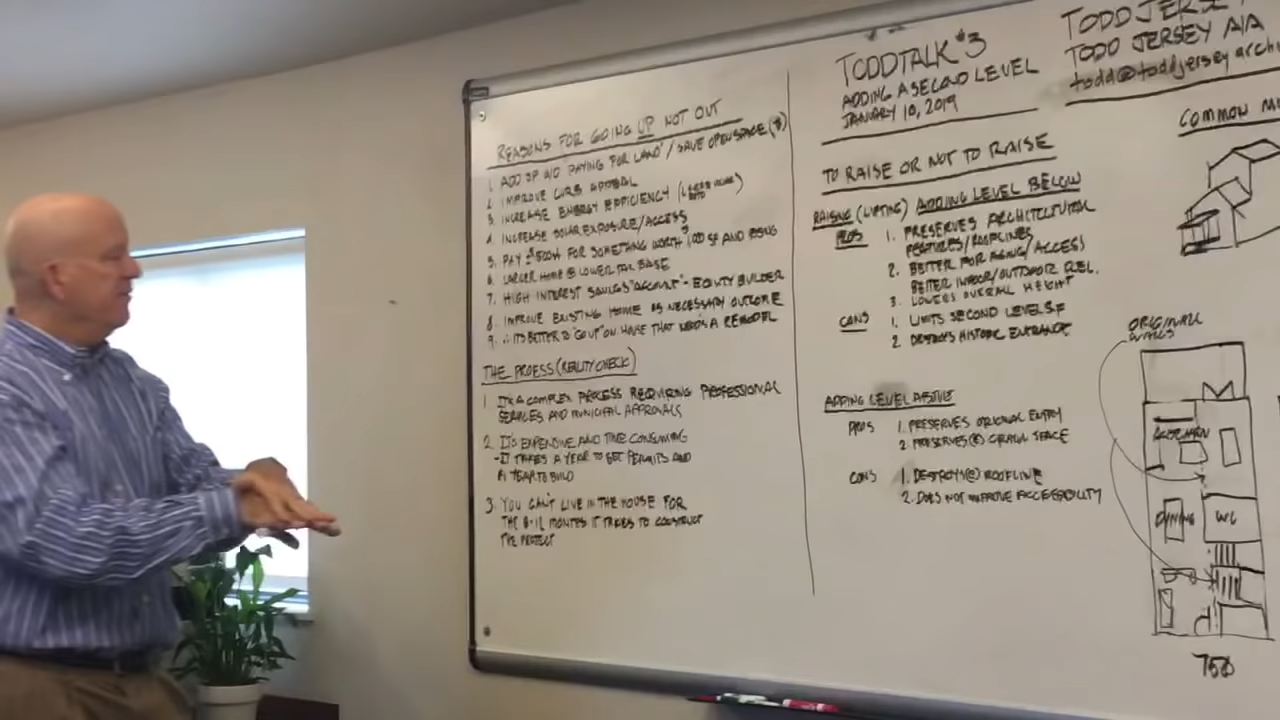 REASONS FOR GOING UP NOT OUT
1. ADD SF W/O "PAYING FOR LAND" / SAVE OPEN SPACE ($)
2. IMPROVE CURB APPEAL
3. INCREASE ENERGY EFFICIENCY
4. INCREASE SOLAR EXPOSURE/ACCESS
5. PAY FOR SOMETHING WORTH SF AND RISING
6. LARGER HOME @ LOWER TAX BASE
7. HIGH INTEREST SAVINGS "ACCOUNT" - EQUITY BUILDER
8. IMPROVE EXISTING HOME AS NECESSARY OUTCOME
9. ∴ IT'S BETTER TO "GO UP" ON HOUSE THAT NEEDS A REMODEL
THE PROESS (REALITY CHECK)
1 IT'S A COMPLEX PROCESS REQUIRING PROFESSIONAL
SERVICES AND MUNICIPAL APPROVALS
2. IT'S EXPENSIVE AND TIME CONSUMING
- IT TAKES A YEAR TO GET PERMITS AND
A YEAR TO BUILD
3. YOU CAN'T LIVE IN THE HOUSE FOR
THE 8-12 MONTHS IT TAKES TO CONSTRUCT
THE PROJECT
TODDTALK #3
ADDING A SECOND LEVEL
JANUARY 10, 2019
TO RAISE OR NOT TO RAISE
RAISING (LIFTING) ADDING LEVEL BELOW
PROS 1. PRESERVES ARCHITECTURAL
FEATURES/ROOFLINES
2. BETTER FOR AGING/ACCESS
BETTER INDOOR/OUTDOOR REL.
3. LOWERS OVERALL HEIGHT
CONS 1. LIMITS SECOND LEVEL SF
2 DESTROYS HISTORIC ENTRANCE
ADDING LEVEL ABOVE
PROS 1. PRESERVES ORIGINAL ENTRY
2. PRESERVES (E) CRAWL SPACE
CONS 1. DESTROYS (E) ROOFLINE
2. DOES NOT IMPROVE ACCESSIBILITY
TODD JERSEY
TODD JERSEY AIA
todd@toddjerseyarch
COMMON
ORIGINAL
WALLS
KITCHEN
DINING
WC
750